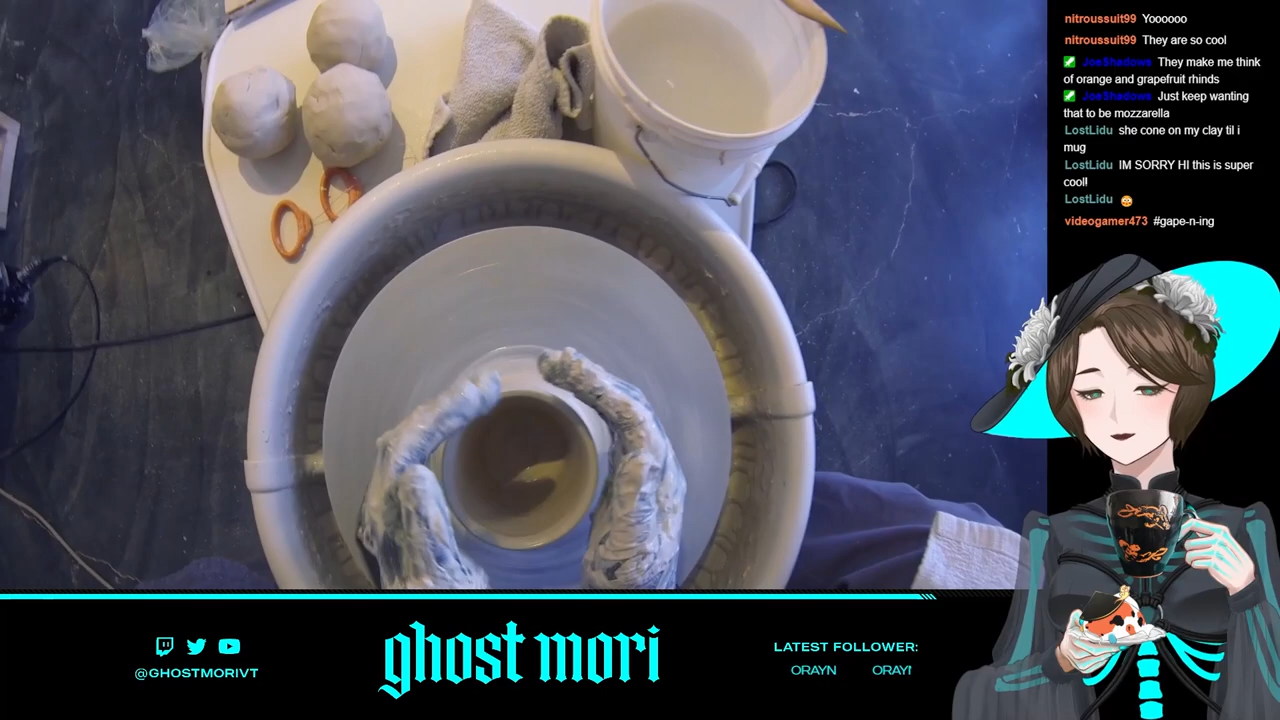 nitroussuit99 Yoooooo
nitroussuit99 They are so cool
JoeShadows They make me think
of orange and grapefruit rhinds
JoeShadows Just keep wanting
that to be mozzarella
LostLidu she cone on my clay til i
mug
LostLidu IM SORRY HI this is super
cool!
LostLidu
videogamer473 #gape-n-ing
@GHOSTMORIVT
ghost mori
LATEST FOLLOWER:
ORAYN ORAY